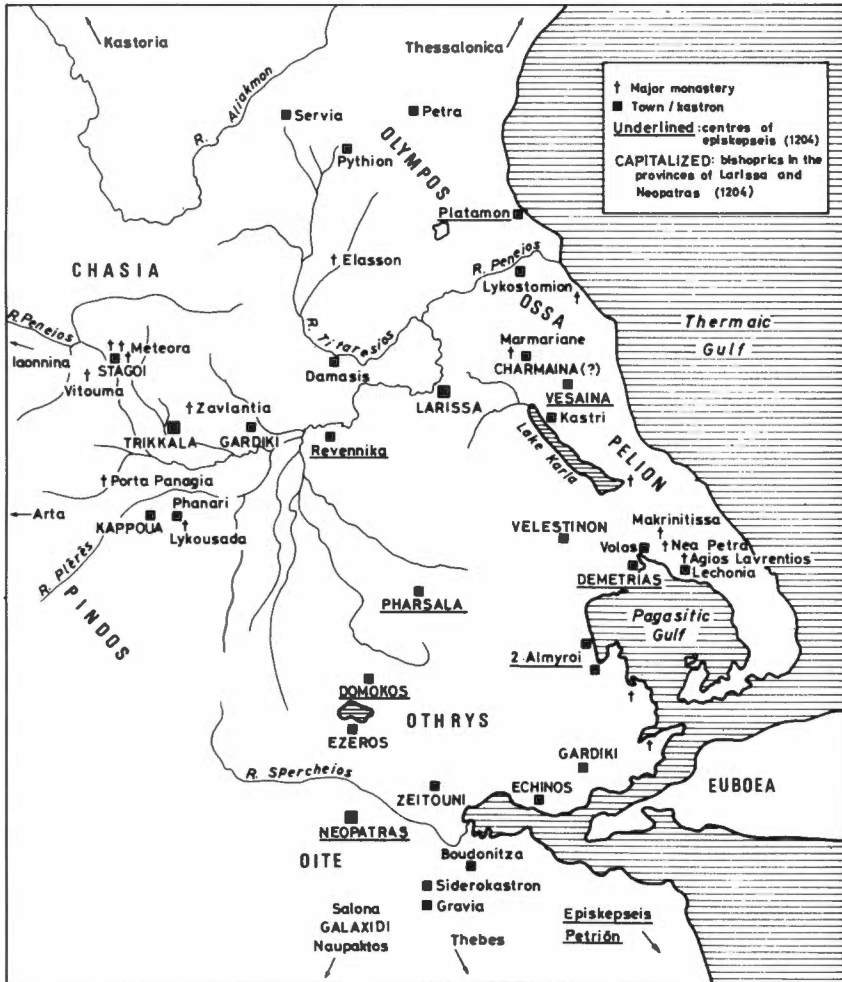 Kastoria
Thessalonica
† Major monastery
■ Town / kastron
Underlined : centres of
episkepseis (1204)
CAPITALIZED: bishoprics in the
provinces of Larissa and
Neopatras (1204)
R. Aliakmon
Servia
Petra
OLYMPOS
Pythion
Platamon
† Elasson
R. Peneios
CHASIA
Lykostomion
OSSA
R. Peneios
R. Titaresios
Thermaic
Gulf
Ioannina
Meteora
STAGOI
Vitouma
Marmariane
CHARMAINA (?)
Damasis
VESAINA
LARISSA
Zavlantia
Kastri
TRIKKALA
GARDIKI
Revennika
Lake Karla
PELION
Porta Panagia
Arta
Phanari
KAPPOUA
Lykousada
VELESTINON
Makrinitissa
Volos
Nea Petra
Agios Lavrentios
DEMETRIAS
Lechonia
R. Plèrès
PINDOS
PHARSALA
Pagasitic
Gulf
2 Almyroi
DOMOKOS
OTHRYS
EZEROS
GARDIKI
R. Spercheios
ZEITOUNI
ECHINOS
EUBOEA
NEOPATRAS
OITE
Boudonitza
Siderokastron
Gravia
Salona
GALAXIDI
Naupaktos
Thebes
Episkepseis
Petriōn